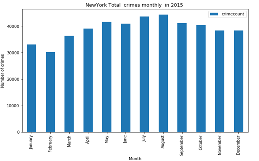 NewYork Total crimes monthly in 2015
crimecount
Number of crimes
40000
30000
20000
10000
0
January
February
March
April
May
June
July
August
September
October
November
December
Month